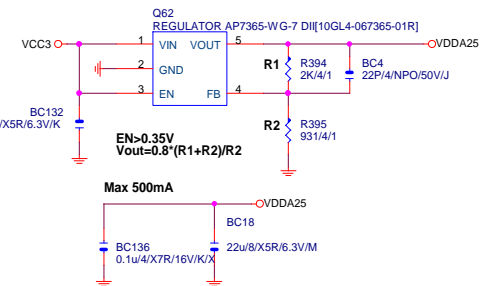 Q62
REGULATOR AP7365-WG-7 DII[10GL4-067365-01R]
VCC3 1 VIN VOUT 5 VDDA25
R1 R394 BC4
2K/4/1 22P/4/NPO/50V/J
2 GND
3 EN FB 4
BC132
/X5R/6.3V/K
R2 R395
931/4/1
EN>0.35V
Vout=0.8*(R1+R2)/R2
Max 500mA
VDDA25
BC18
BC136 22u/8/X5R/6.3V/M
0.1u/4/X7R/16V/K/X